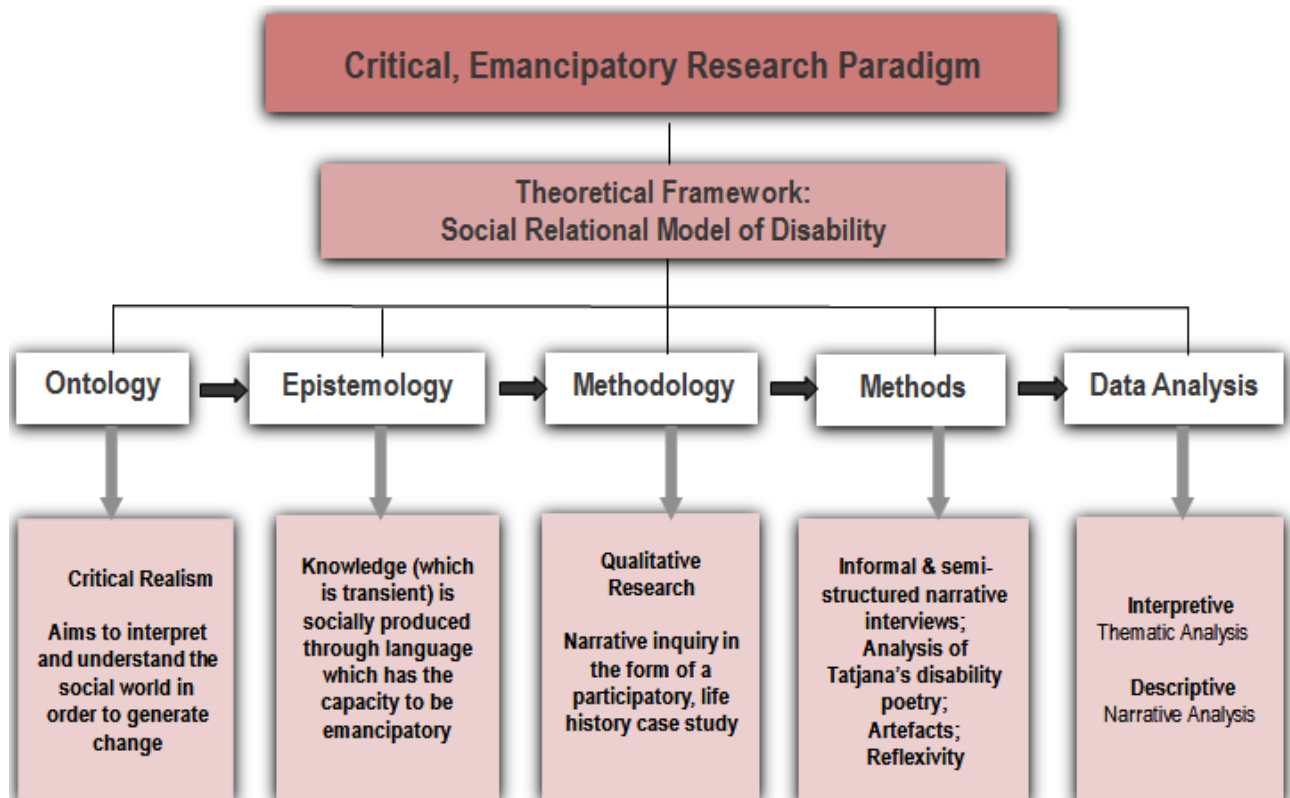 Critical, Emancipatory Research Paradigm
Theoretical Framework:
Social Relational Model of Disability
Ontology
Epistemology
Methodology
Methods
Data Analysis
Critical Realism
Aims to interpret
and understand the
social world in
order to generate
change
Knowledge (which
is transient) is
socially produced
through language
which has the
capacity to be
emancipatory
Qualitative
Research
Narrative inquiry in
the form of a
participatory, life
history case study
Informal & semi-
structured narrative
interviews;
Analysis of
Tatjana's disability
poetry;
Artefacts;
Reflexivity
Interpretive
Thematic Analysis
Descriptive
Narrative Analysis